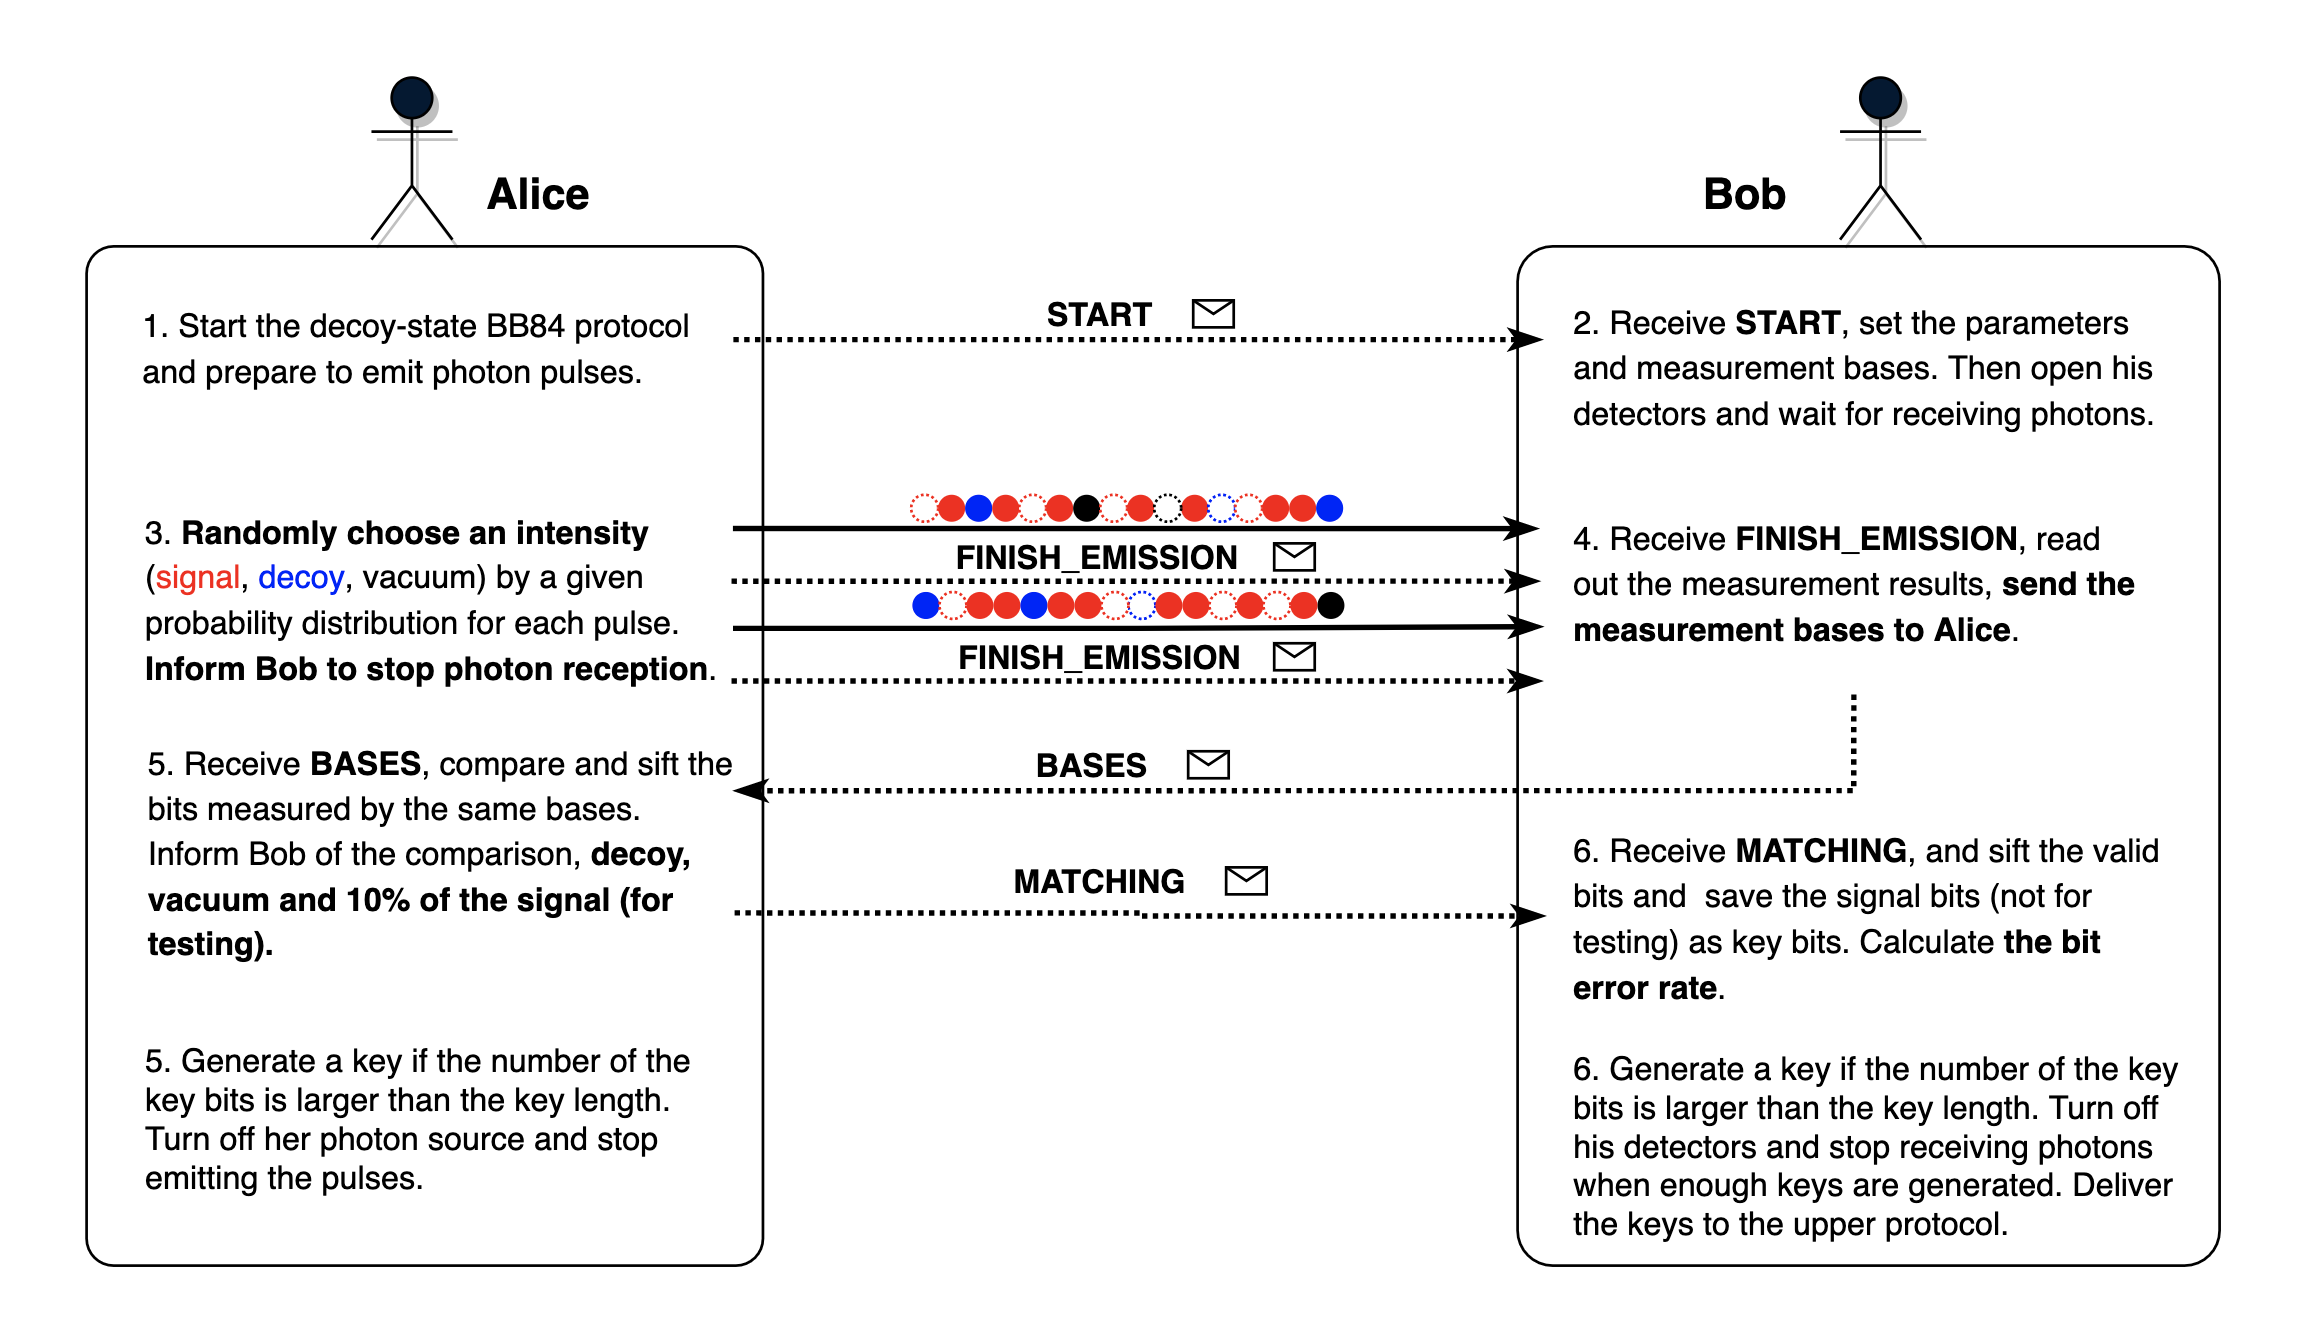 Alice
Bob
1. Start the decoy-state BB84 protocol
and prepare to emit photon pulses.
START
2. Receive START, set the parameters
and measurement bases. Then open his
detectors and wait for receiving photons.
3. Randomly choose an intensity
(signal, decoy, vacuum) by a given
probability distribution for each pulse.
Inform Bob to stop photon reception.
FINISH_EMISSION
FINISH_EMISSION
4. Receive FINISH_EMISSION, read
out the measurement results, send the
measurement bases to Alice.
5. Receive BASES, compare and sift the
bits measured by the same bases.
Inform Bob of the comparison, decoy,
vacuum and 10% of the signal (for
testing).
BASES
MATCHING
6. Receive MATCHING, and sift the valid
bits and  save the signal bits (not for
testing) as key bits. Calculate the bit
error rate.
5. Generate a key if the number of the
key bits is larger than the key length.
Turn off her photon source and stop
emitting the pulses.
6. Generate a key if the number of the key
bits is larger than the key length. Turn off
his detectors and stop receiving photons
when enough keys are generated. Deliver
the keys to the upper protocol.